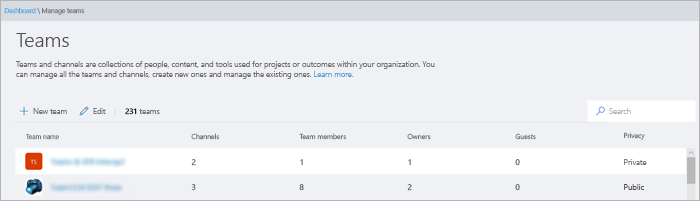 Dashboard \ Manage teams
Teams
Teams and channels are collections of people, content, and tools used for projects or outcomes within your organization. You
can manage all the teams and channels, create new ones and manage the existing ones. Learn more.
New team Edit 231 teams Search
Team name Channels Team members Owners Guests Privacy
TS 2 1 1 0 Private
3 8 2 0 Public